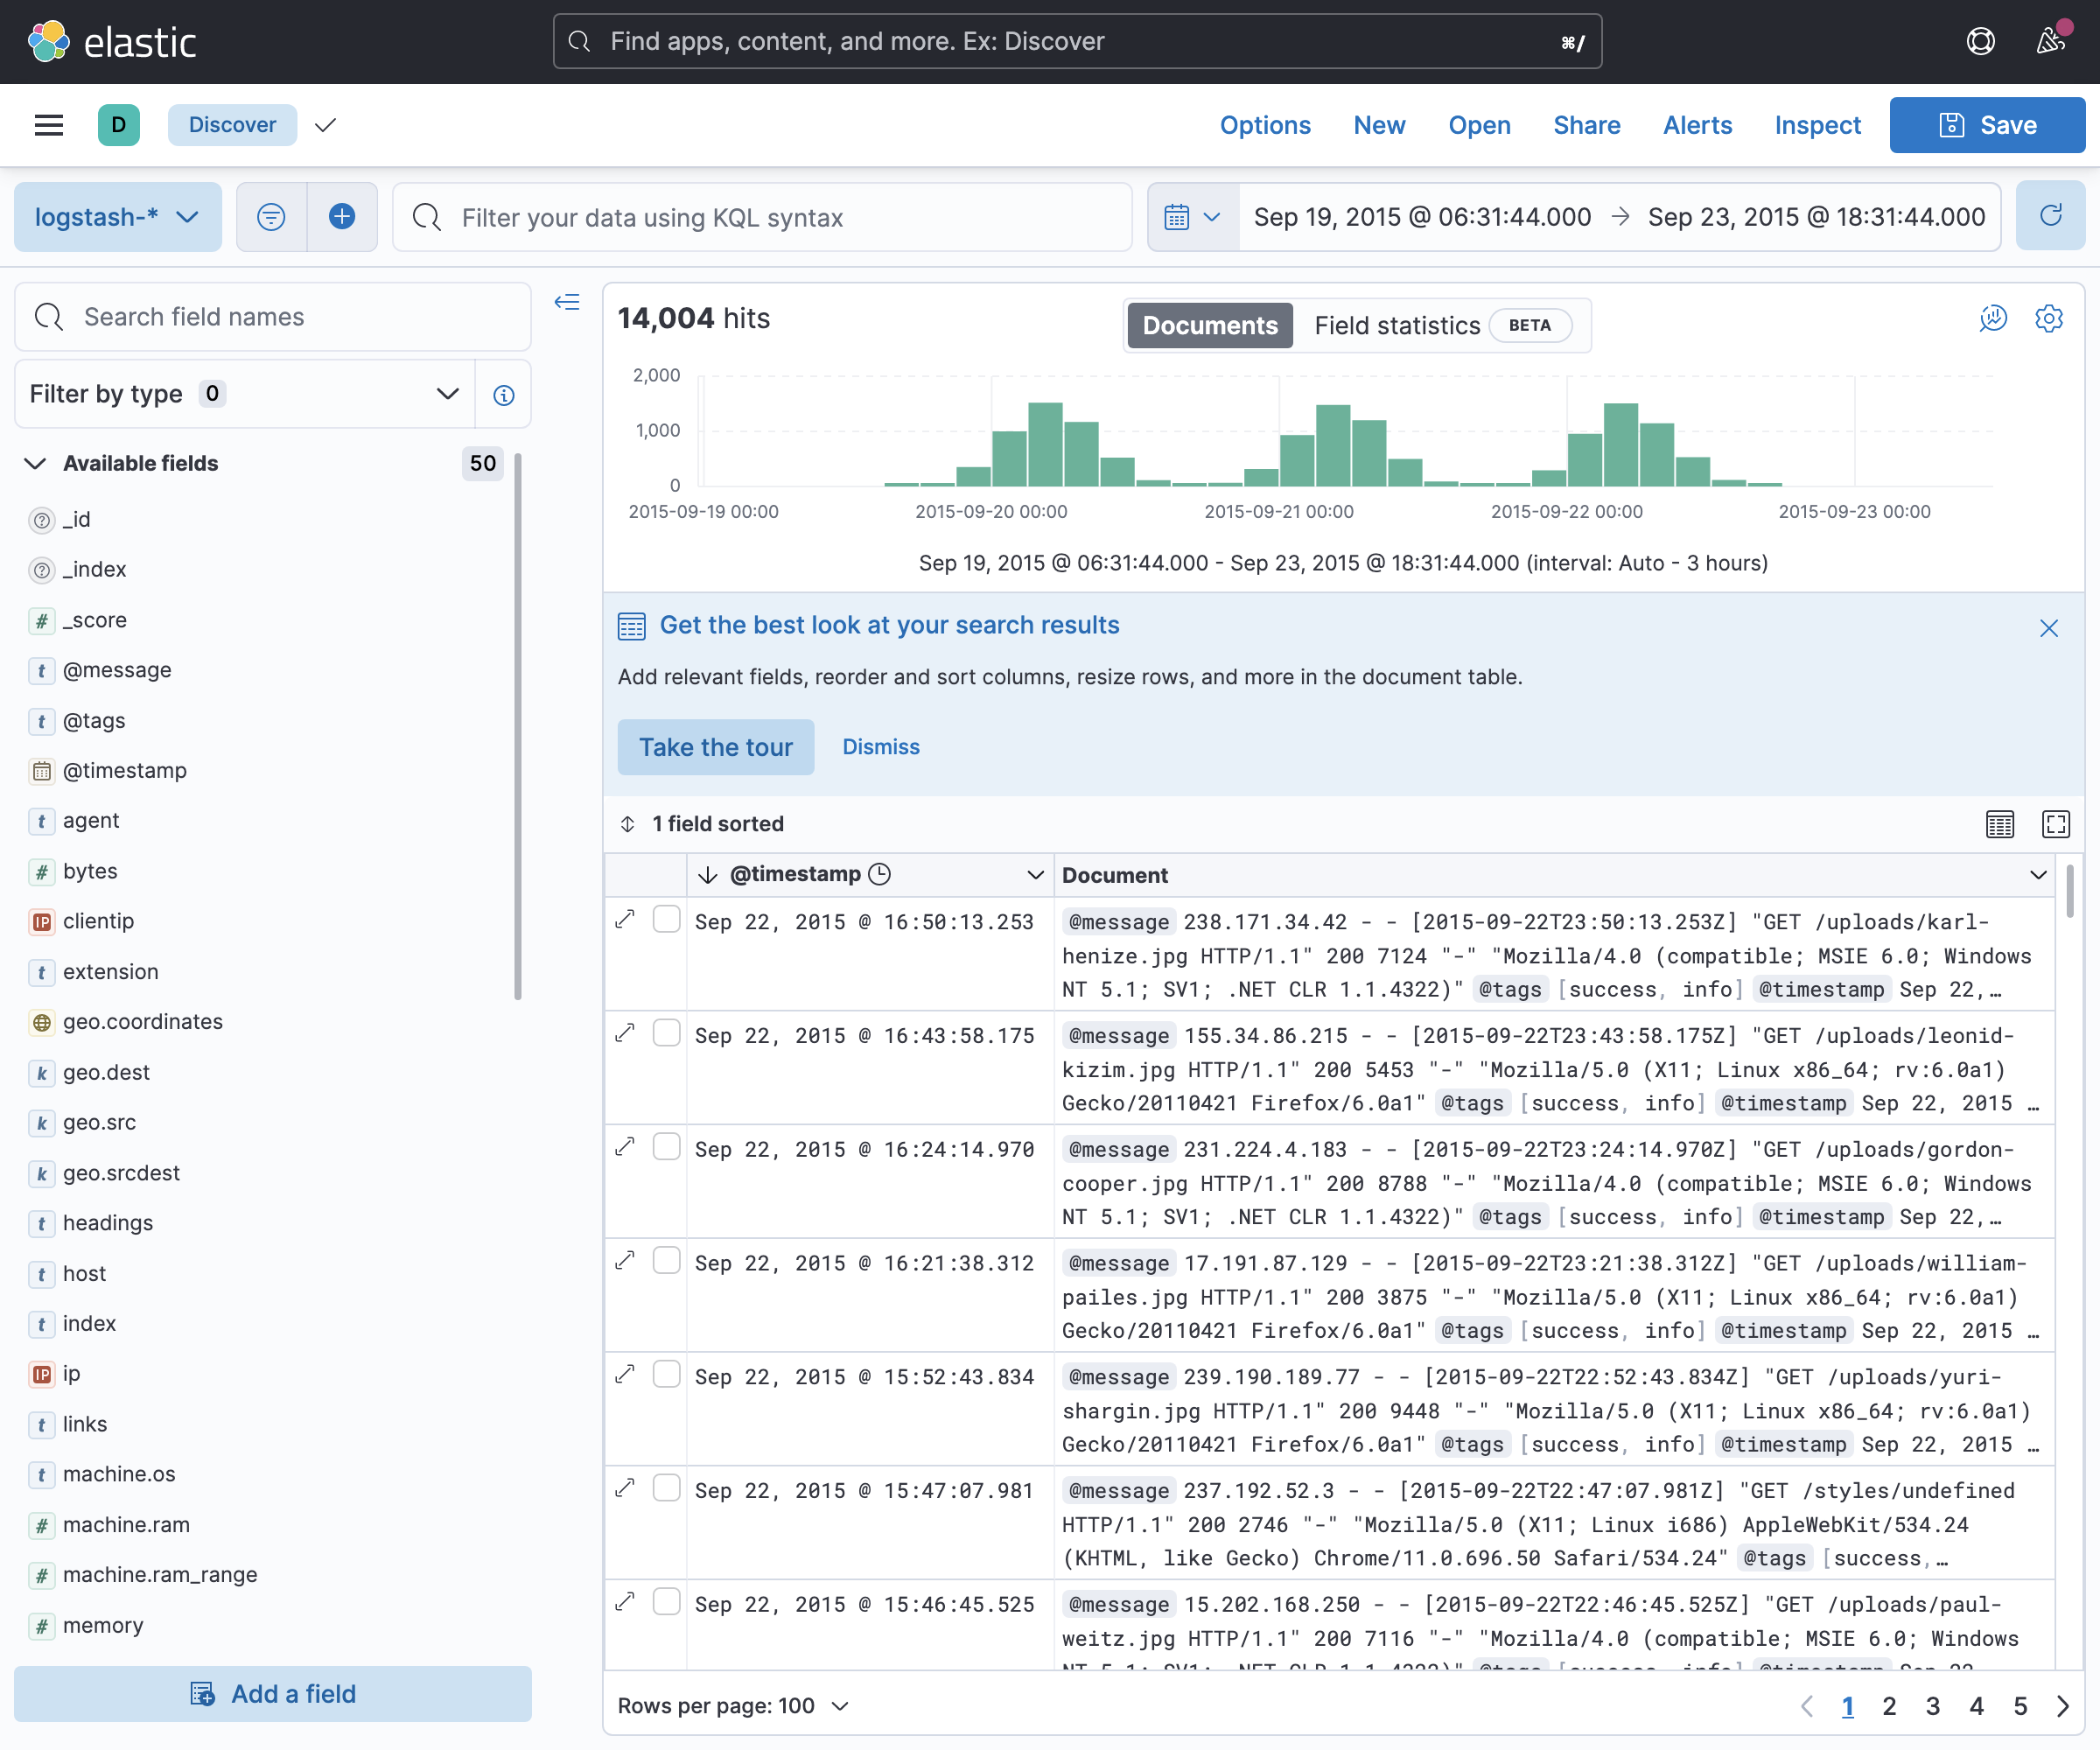 elastic
Find apps, content, and more. Ex: Discover
⌘/
D
Discover
Options
New
Open
Share
Alerts
Inspect
Save
logstash-*
Filter your data using KQL syntax
Sep 19, 2015 @ 06:31:44.000 → Sep 23, 2015 @ 18:31:44.000
Search field names
Filter by type 0
Available fields 50
_id
_index
_score
@message
@tags
@timestamp
agent
bytes
clientip
extension
geo.coordinates
geo.dest
geo.src
geo.srcdest
headings
host
index
ip
links
machine.os
machine.ram
machine.ram_range
memory
Add a field
14,004 hits
Documents
Field statistics BETA
2,000
1,000
0
2015-09-19 00:00
2015-09-20 00:00
2015-09-21 00:00
2015-09-22 00:00
2015-09-23 00:00
Sep 19, 2015 @ 06:31:44.000 - Sep 23, 2015 @ 18:31:44.000 (interval: Auto - 3 hours)
Get the best look at your search results
Add relevant fields, reorder and sort columns, resize rows, and more in the document table.
Take the tour
Dismiss
1 field sorted
@timestamp
Document
Sep 22, 2015 @ 16:50:13.253
@message 238.171.34.42 - - [2015-09-22T23:50:13.253Z] "GET /uploads/karl-
henize.jpg HTTP/1.1" 200 7124 "-" "Mozilla/4.0 (compatible; MSIE 6.0; Windows
NT 5.1; SV1; .NET CLR 1.1.4322)" @tags [success, info] @timestamp Sep 22,…
Sep 22, 2015 @ 16:43:58.175
@message 155.34.86.215 - - [2015-09-22T23:43:58.175Z] "GET /uploads/leonid-
kizim.jpg HTTP/1.1" 200 5453 "-" "Mozilla/5.0 (X11; Linux x86_64; rv:6.0a1)
Gecko/20110421 Firefox/6.0a1" @tags [success, info] @timestamp Sep 22, 2015 …
Sep 22, 2015 @ 16:24:14.970
@message 231.224.4.183 - - [2015-09-22T23:24:14.970Z] "GET /uploads/gordon-
cooper.jpg HTTP/1.1" 200 8788 "-" "Mozilla/4.0 (compatible; MSIE 6.0; Windows
NT 5.1; SV1; .NET CLR 1.1.4322)" @tags [success, info] @timestamp Sep 22,…
Sep 22, 2015 @ 16:21:38.312
@message 17.191.87.129 - - [2015-09-22T23:21:38.312Z] "GET /uploads/william-
pailes.jpg HTTP/1.1" 200 3875 "-" "Mozilla/5.0 (X11; Linux x86_64; rv:6.0a1)
Gecko/20110421 Firefox/6.0a1" @tags [success, info] @timestamp Sep 22, 2015 …
Sep 22, 2015 @ 15:52:43.834
@message 239.190.189.77 - - [2015-09-22T22:52:43.834Z] "GET /uploads/yuri-
shargin.jpg HTTP/1.1" 200 9448 "-" "Mozilla/5.0 (X11; Linux x86_64; rv:6.0a1)
Gecko/20110421 Firefox/6.0a1" @tags [success, info] @timestamp Sep 22, 2015 …
Sep 22, 2015 @ 15:47:07.981
@message 237.192.52.3 - - [2015-09-22T22:47:07.981Z] "GET /styles/undefined
HTTP/1.1" 200 2746 "-" "Mozilla/5.0 (X11; Linux i686) AppleWebKit/534.24
(KHTML, like Gecko) Chrome/11.0.696.50 Safari/534.24" @tags [success,…
Sep 22, 2015 @ 15:46:45.525
@message 15.202.168.250 - - [2015-09-22T22:46:45.525Z] "GET /uploads/paul-
weitz.jpg HTTP/1.1" 200 7116 "-" "Mozilla/4.0 (compatible; MSIE 6.0; Windows
Rows per page: 100
1 2 3 4 5